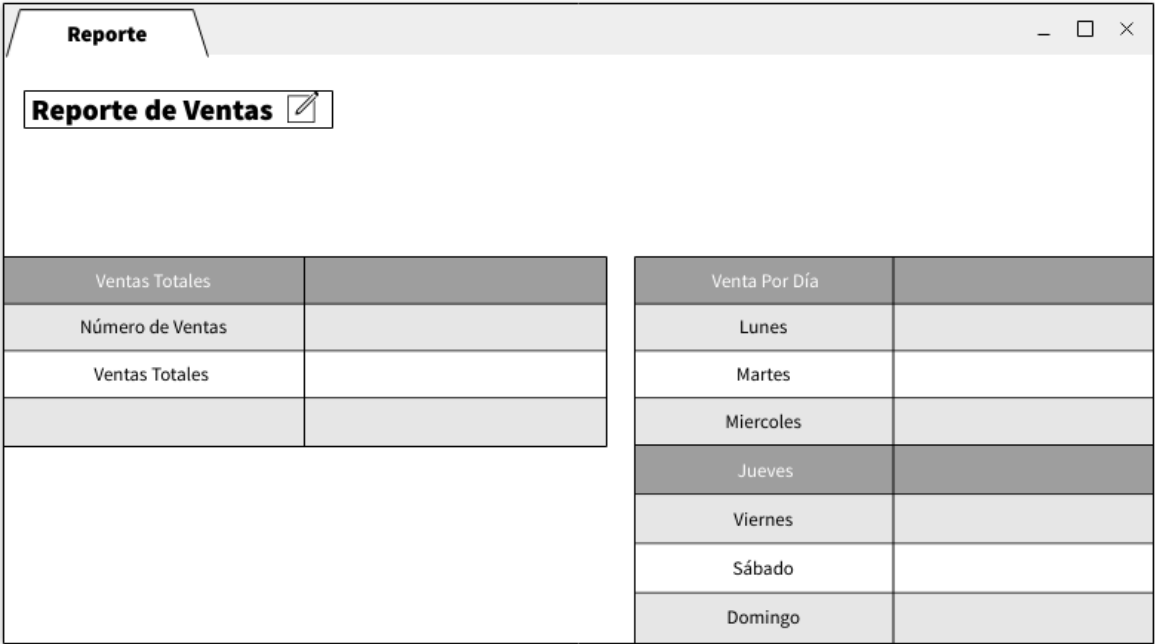 Reporte
Reporte de Ventas
Ventas Totales
Número de Ventas
Ventas Totales
Venta Por Día
Lunes
Martes
Miercoles
Jueves
Viernes
Sábado
Domingo